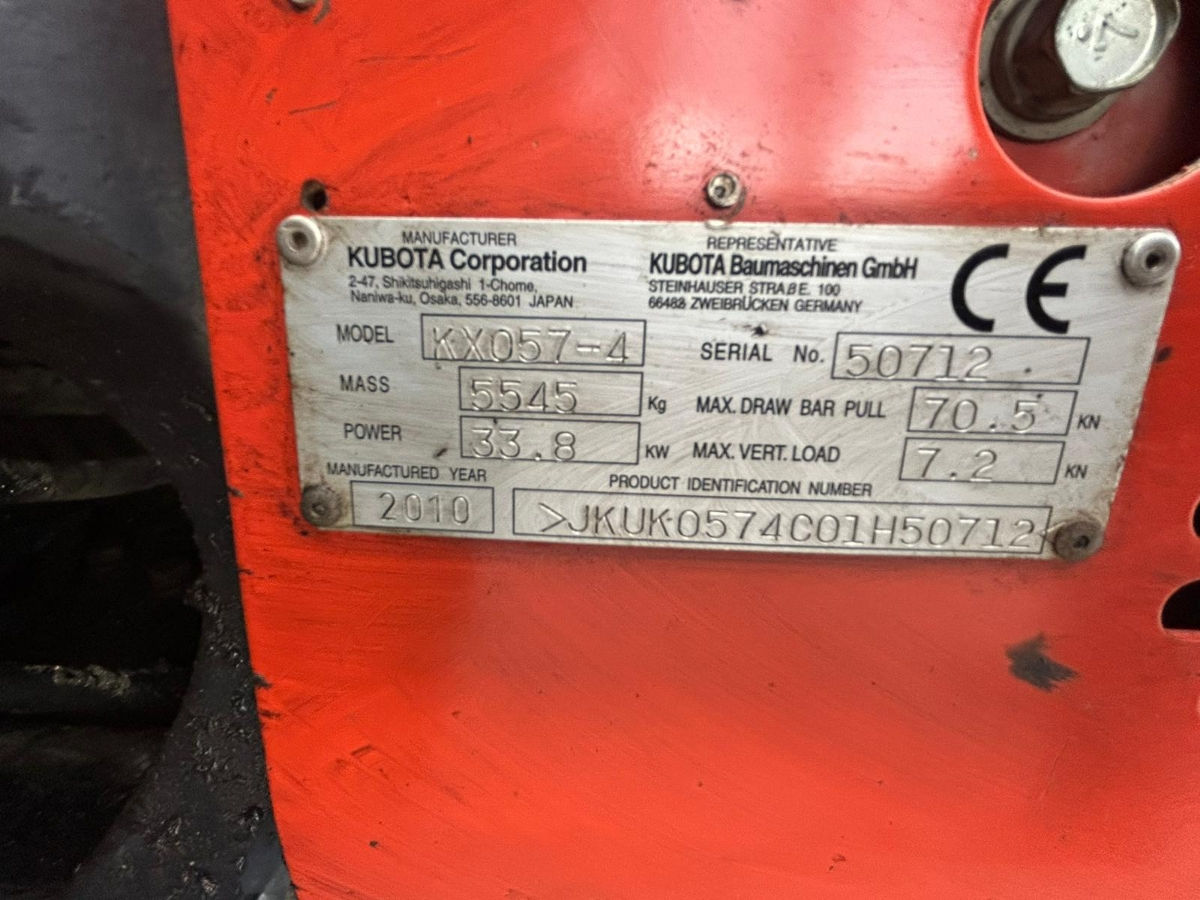 MANUFACTURER
KUBOTA Corporation
2-47, Shikitsuhigashi 1-Chome,
Naniwa-ku, Osaka, 556-8601 JAPAN
REPRESENTATIVE
KUBOTA Baumaschinen GmbH
STEINHAUSER STRAßE. 100
66482 ZWEIBRÜCKEN GERMANY
CE
MODEL KX057-4
SERIAL No. 50712
MASS 5545 Kg
MAX. DRAW BAR PULL 70.5 KN
POWER 33.8 KW
MAX. VERT. LOAD 7.2 KN
MANUFACTURED YEAR
2010
PRODUCT IDENTIFICATION NUMBER
>JKUK0574C01H50712<